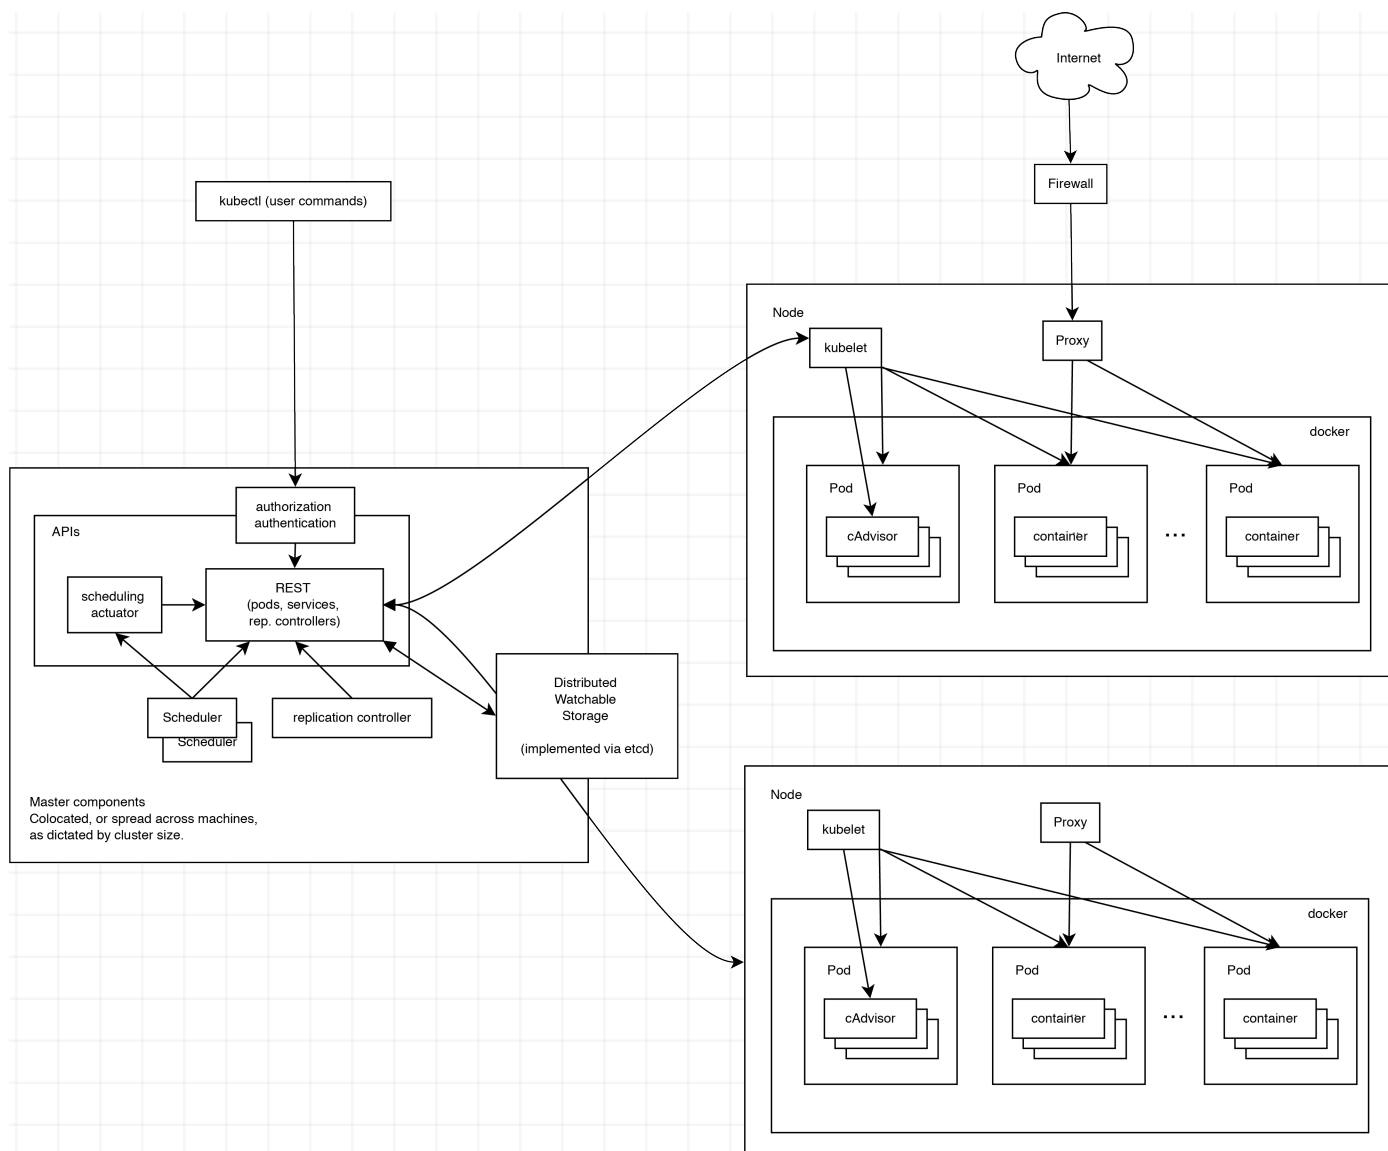 Internet
Firewall
kubectl (user commands)
authorization
authentication
APIs
scheduling
actuator
REST
(pods, services,
rep. controllers)
Scheduler
Scheduler
replication controller
Distributed
Watchable
Storage
(implemented via etcd)
Master components
Colocated, or spread across machines,
as dictated by cluster size.
Node
kubelet
Proxy
docker
Pod
cAdvisor
Pod
container
...
Pod
container
Node
kubelet
Proxy
docker
Pod
cAdvisor
Pod
container
...
Pod
container